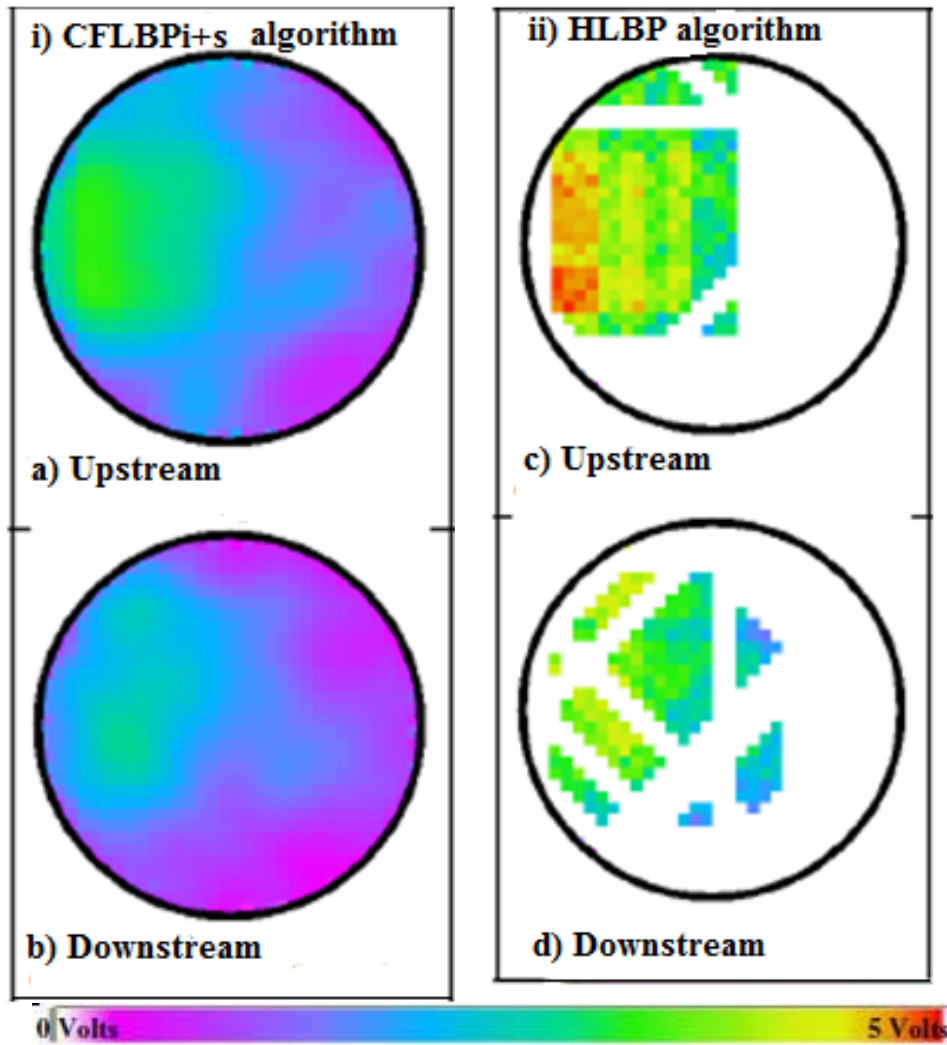 i) CFLBPi+s algorithm
a) Upstream
b) Downstream
ii) HLBP algorithm
c) Upstream
d) Downstream
0 Volts
5 Volts